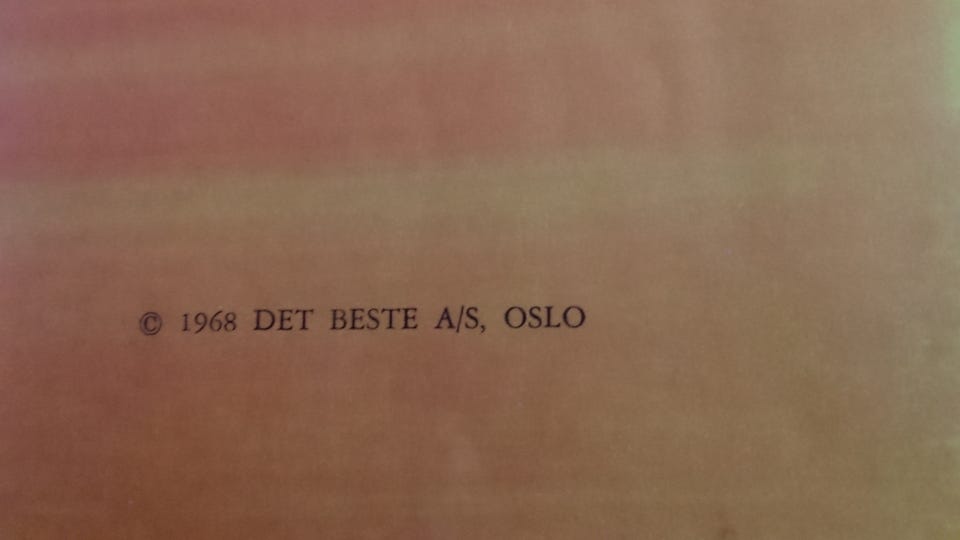 © 1968 DET BESTE A/S, OSLO